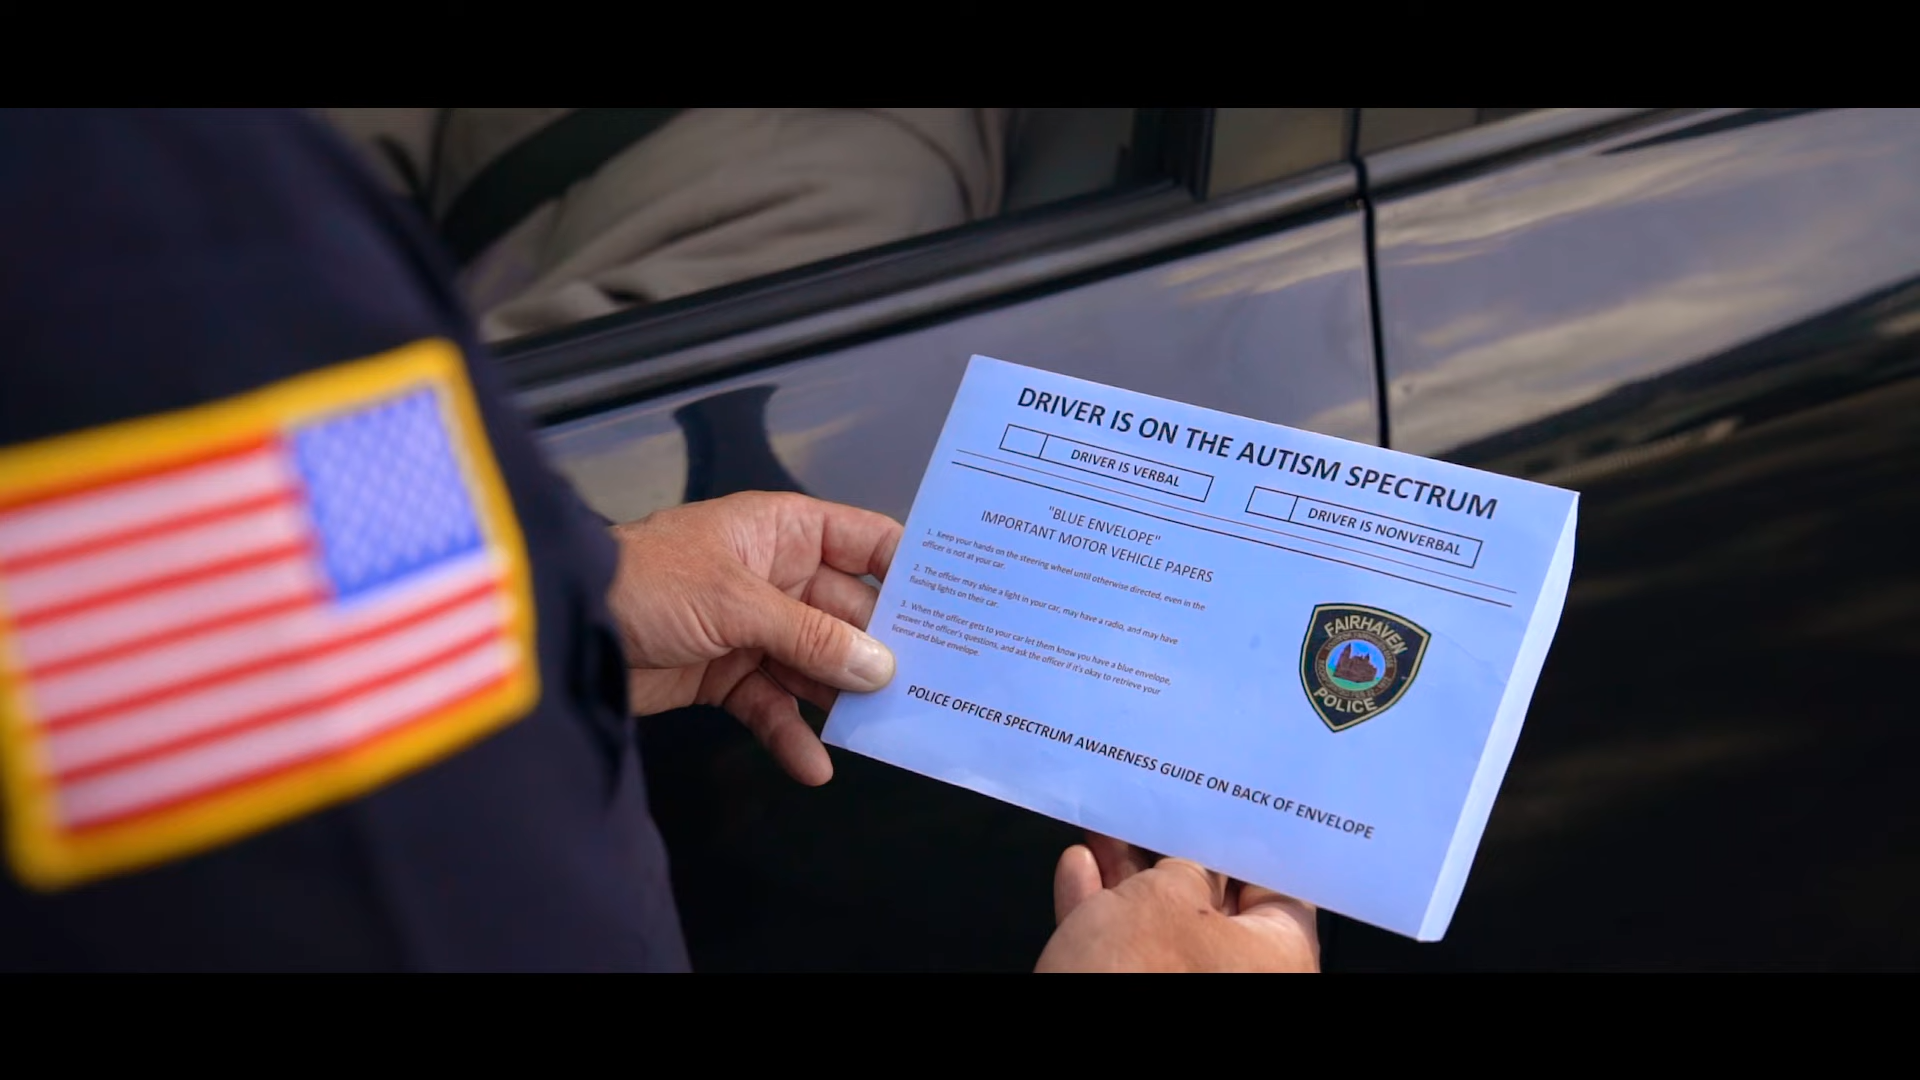 DRIVER IS ON THE AUTISM SPECTRUM
DRIVER IS VERBAL
DRIVER IS NONVERBAL
"BLUE ENVELOPE"
IMPORTANT MOTOR VEHICLE PAPERS
1. Keep your hands on the steering wheel until otherwise directed, even in the
officer is not at your car.
2. The offcier may shine a light in your car, may have a radio, and may have
flashing lights on their car.
3. When the officer gets to your car let them know you have a blue envelope,
answer the officer's questions, and ask the officer if it's okay to retrieve your
license and blue envelope.
FAIRHAVEN
POLICE
POLICE OFFICER SPECTRUM AWARENESS GUIDE ON BACK OF ENVELOPE